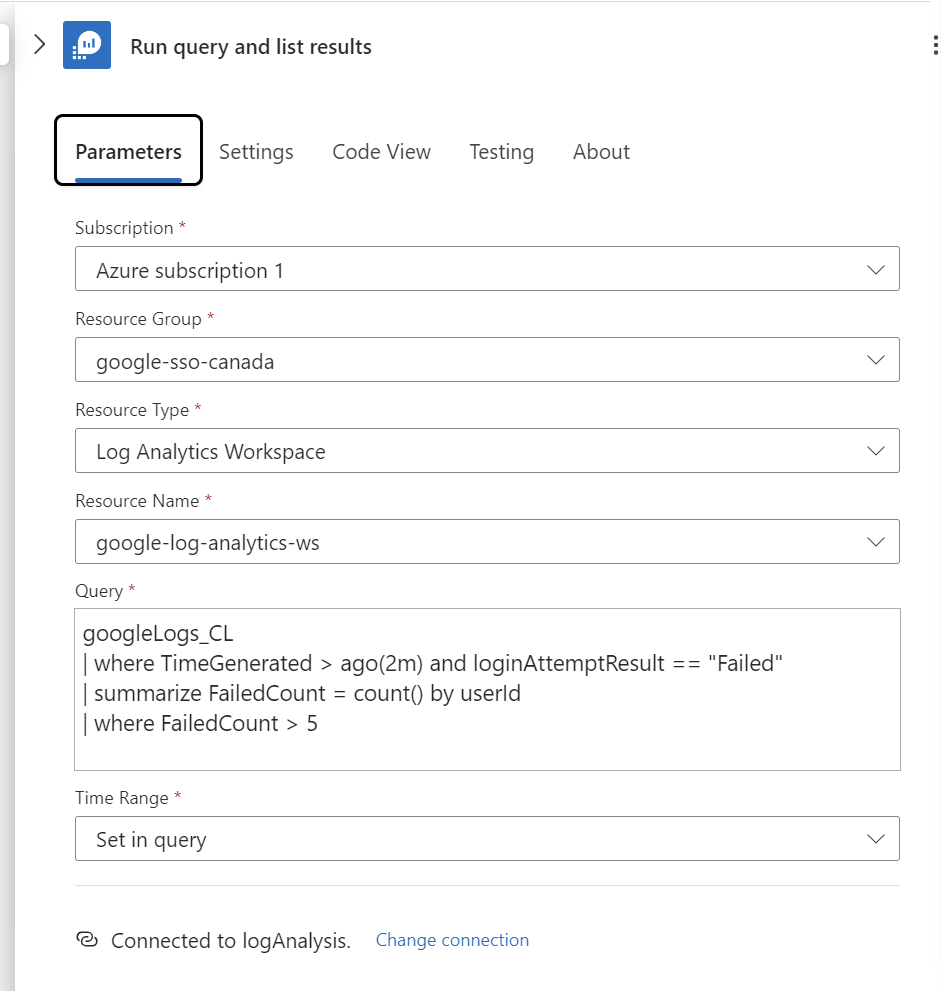 Run query and list results
Parameters Settings Code View Testing About
Subscription *
Azure subscription 1
Resource Group *
google-sso-canada
Resource Type *
Log Analytics Workspace
Resource Name *
google-log-analytics-ws
Query *
googleLogs_CL
| where TimeGenerated > ago(2m) and loginAttemptResult == "Failed"
| summarize FailedCount = count() by userId
| where FailedCount > 5
Time Range *
Set in query
Connected to logAnalysis. Change connection